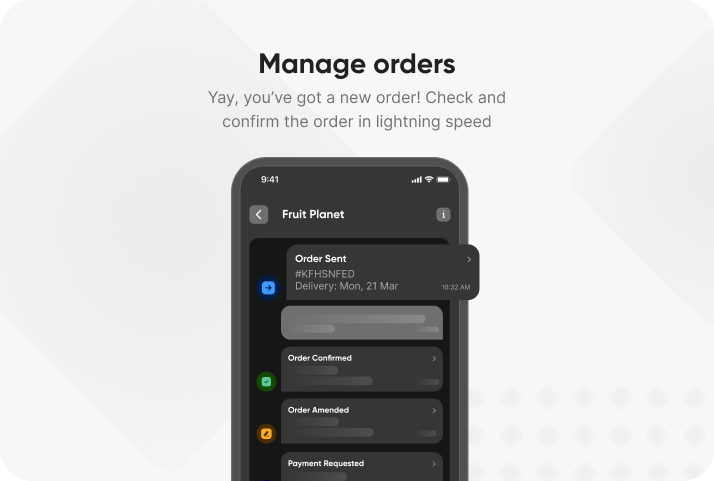 Manage orders
Yay, you’ve got a new order! Check and
confirm the order in lightning speed
9:41
Fruit Planet
i
Order Sent
#KFHSNFED
Delivery: Mon, 21 Mar
10:32 AM
Order Confirmed
Order Amended
Payment Requested